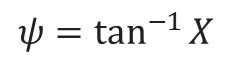 ψ = tan⁻¹ X